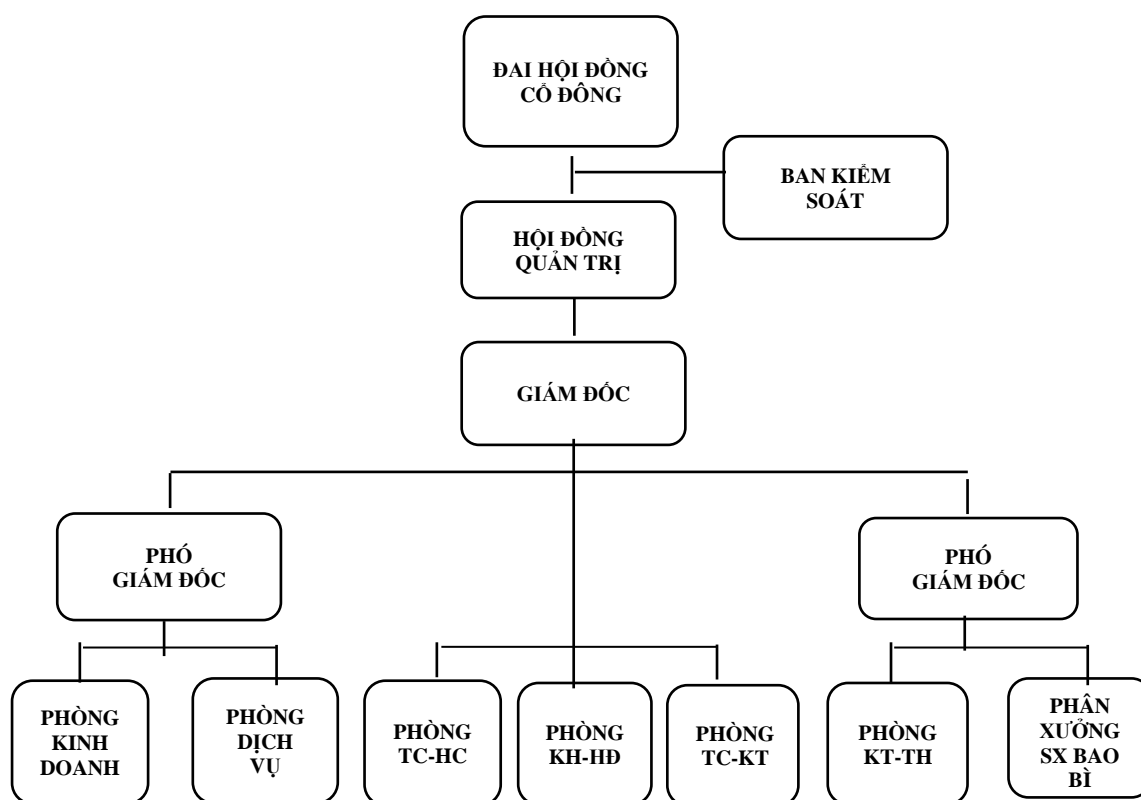 ĐAI HỘI ĐỒNG
CỔ ĐÔNG
BAN KIỂM
SOÁT
HỘI ĐỒNG
QUẢN TRỊ
GIÁM ĐỐC
PHÓ
GIÁM ĐỐC
PHÓ
GIÁM ĐỐC
PHÒNG
KINH
DOANH
PHÒNG
DỊCH
VỤ
PHÒNG
TC-HC
PHÒNG
KH-HĐ
PHÒNG
TC-KT
PHÒNG
KT-TH
PHÂN
XƯỞNG
SX BAO
BÌ